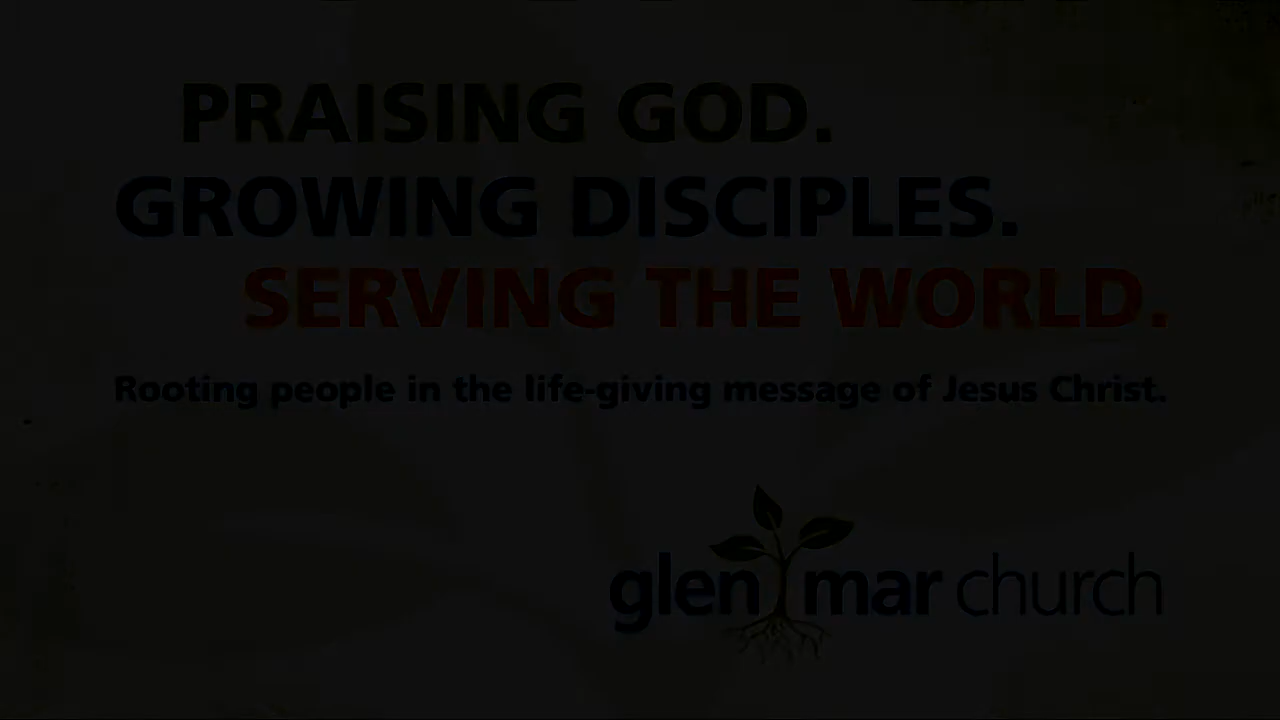 PRAISING GOD.
GROWING DISCIPLES.
SERVING THE WORLD.
Rooting people in the life-giving message of Jesus Christ.
glen mar church